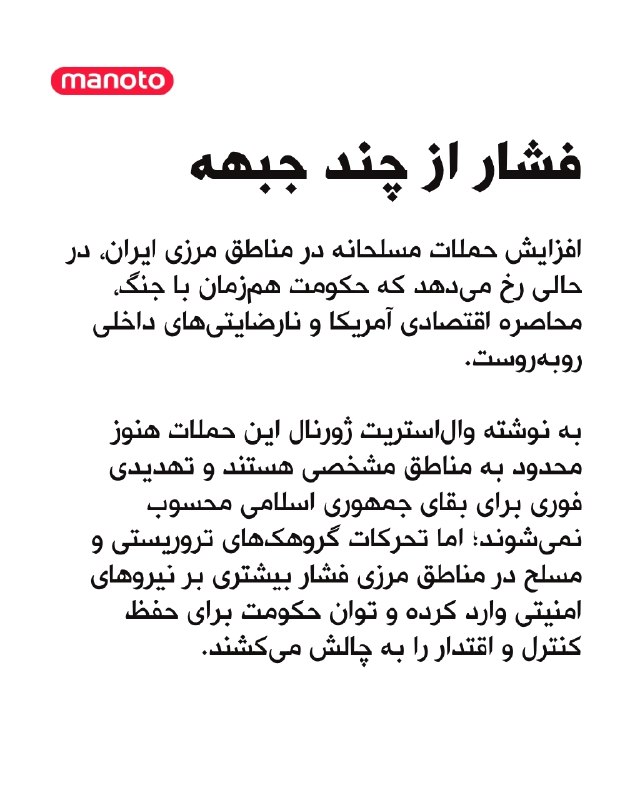 manoto
فشار از چند جبهه
افزایش حملات مسلحانه در مناطق مرزی ایران، در
حالی رخ می‌دهد که حکومت هم‌زمان با جنگ،
محاصره اقتصادی آمریکا و نارضایتی‌های داخلی
روبه‌روست.
به نوشته وال‌استریت ژورنال این حملات هنوز
محدود به مناطق مشخصی هستند و تهدیدی
فوری برای بقای جمهوری اسلامی محسوب
نمی‌شوند؛ اما تحرکات گروهک‌های تروریستی و
مسلح در مناطق مرزی فشار بیشتری بر نیروهای
امنیتی وارد کرده و توان حکومت برای حفظ
کنترل و اقتدار را به چالش می‌کشند.